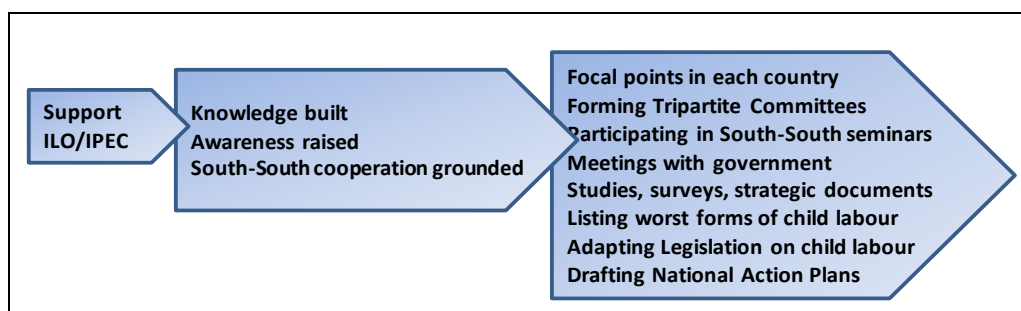 Support
ILO/IPEC
Knowledge built
Awareness raised
South-South cooperation grounded
Focal points in each country
Forming Tripartite Committees
Participating in South-South seminars
Meetings with government
Studies, surveys, strategic documents
Listing worst forms of child labour
Adapting Legislation on child labour
Drafting National Action Plans